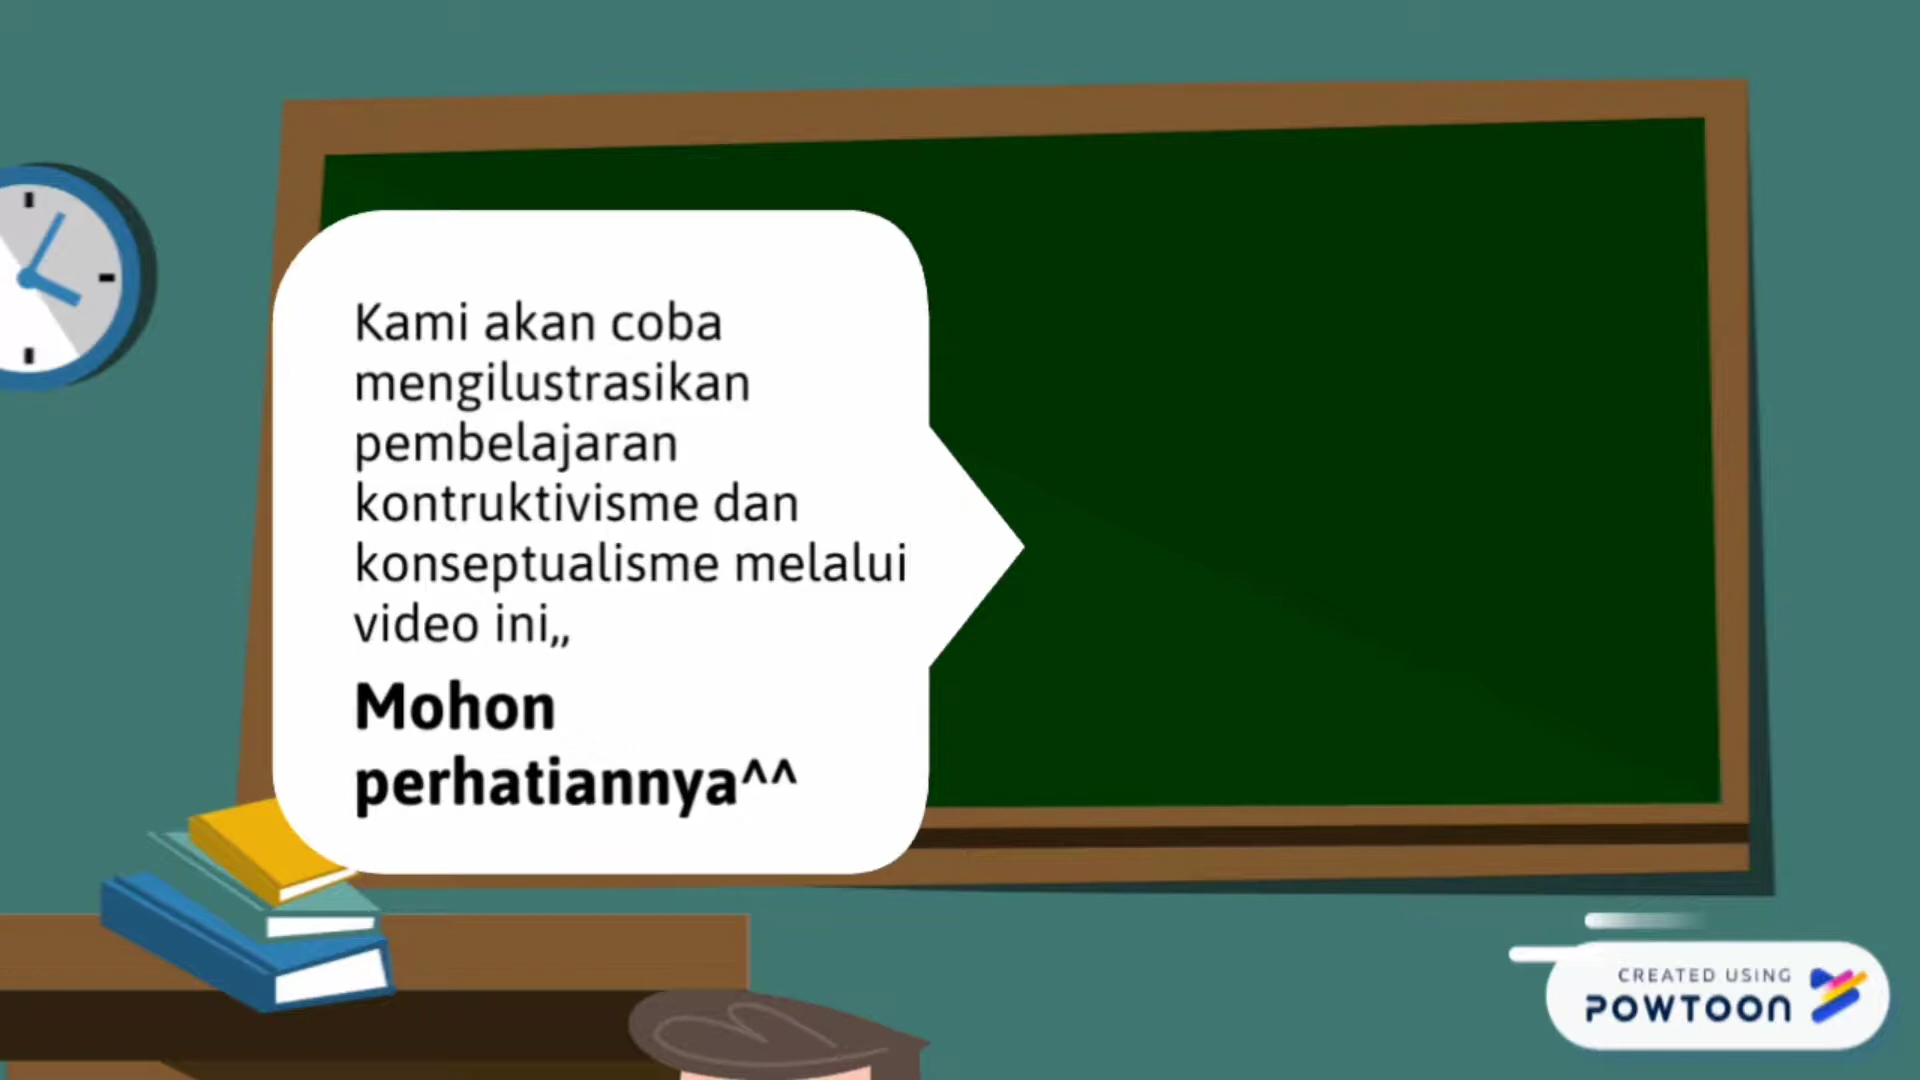 Kami akan coba
mengilustrasikan
pembelajaran
kontruktivisme dan
konseptualisme melalui
video ini,,
Mohon
perhatiannya^^
CREATED USING
POWTOON